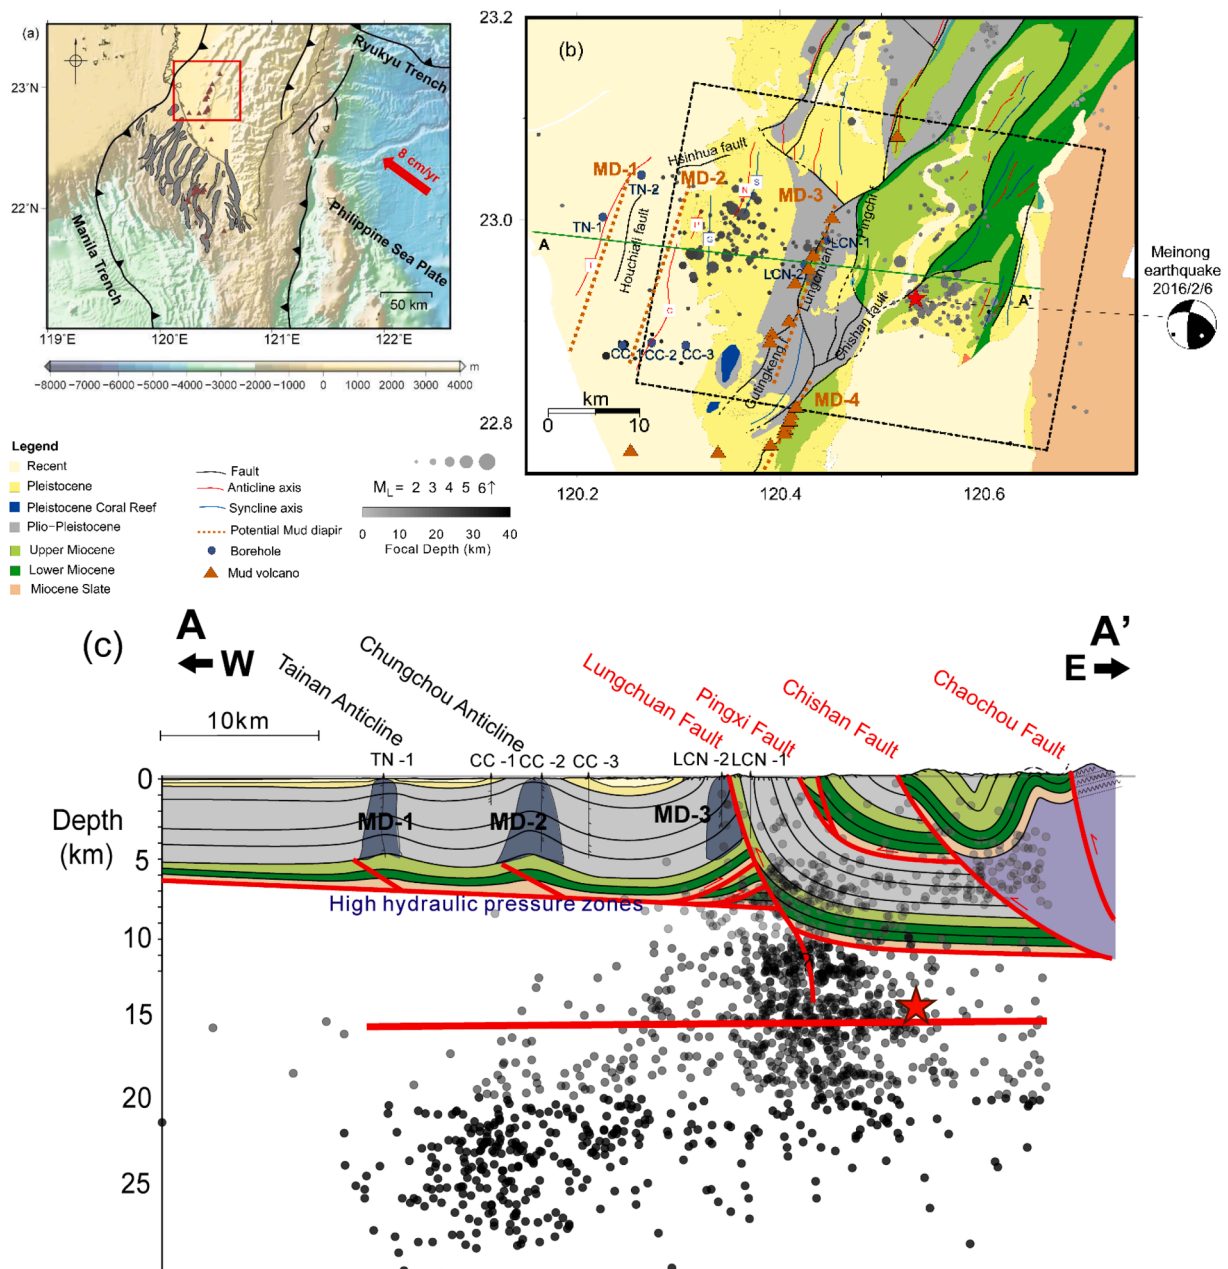 (a)
Ryukyu Trench
23°N
8 cm/yr
22°N
Manila Trench
Philippine Sea Plate
50 km
119°E
120°E
121°E
122°E
m
−8000 −7000 −6000 −5000 −4000 −3000 −2000 −1000 0 1000 2000 3000 4000
(b)
23.2
23.0
22.8
120.2
120.4
120.6
Hsinhua fault
MD-1
MD-2
MD-3
MD-4
TN-2
TN-1
Houchiali fault
S
N
G
C
I
A
A'
LCN-1
LCN-2
Lungchuan
Pingchi f
Chishan fault
Gutingkeng f.
CC-1
CC-2
CC-3
km
0
10
Meinong
earthquake
2016/2/6
Legend
Recent
Pleistocene
Pleistocene Coral Reef
Plio−Pleistocene
Upper Miocene
Lower Miocene
Miocene Slate
Fault
Anticline axis
Syncline axis
Potential Mud diapir
Borehole
Mud volcano
ML = 2 3 4 5 6↑
0 10 20 30 40
Focal Depth (km)
(c)
A
W
A’
E
10km
Tainan Anticline
Chungchou Anticline
Lungchuan Fault
Pingxi Fault
Chishan Fault
Chaochou Fault
TN -1
CC -1 CC -2 CC -3
LCN -2 LCN -1
Depth
(km)
0
5
10
15
20
25
MD-1
MD-2
MD-3
High hydraulic pressure zones